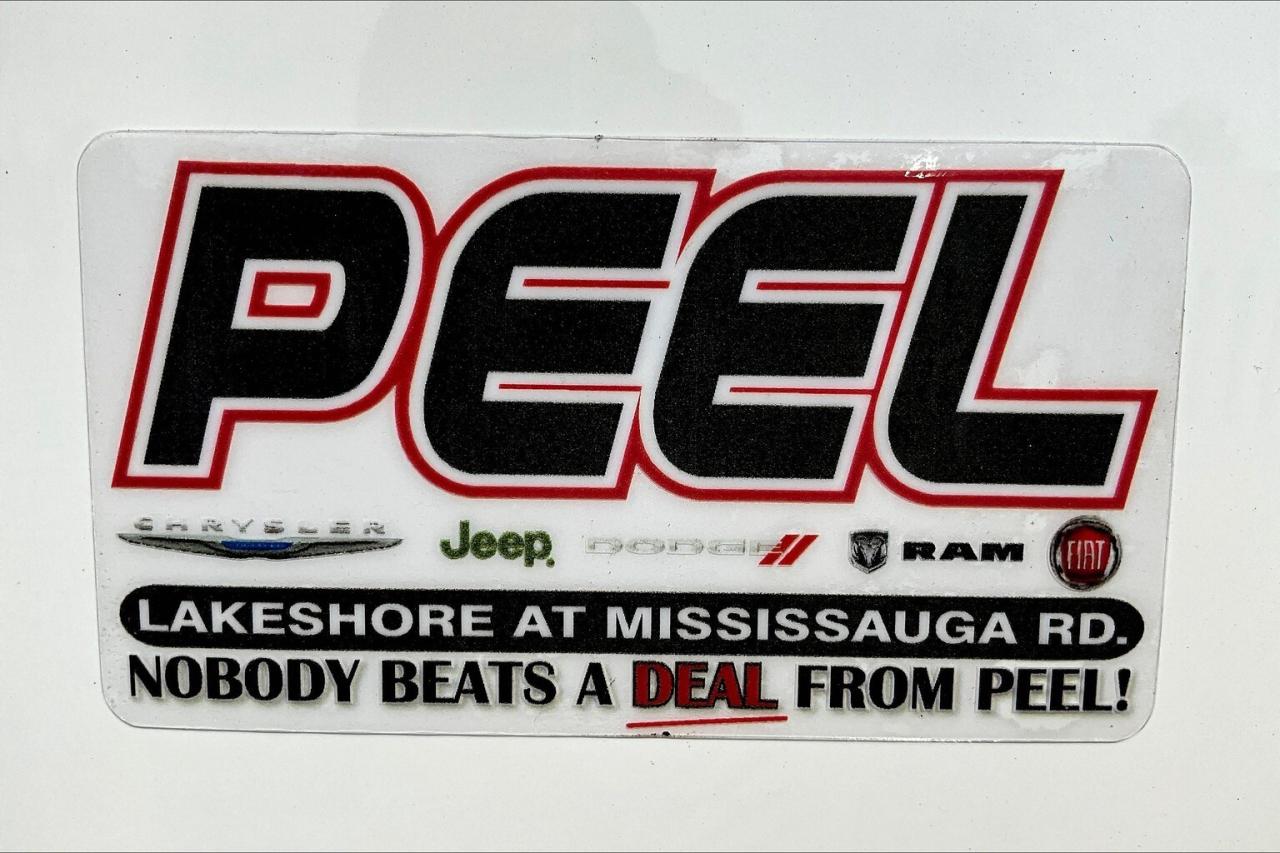 PEEL
CHRYSLER Jeep DODGE RAM FIAT
LAKESHORE AT MISSISSAUGA RD.
NOBODY BEATS A DEAL FROM PEEL!